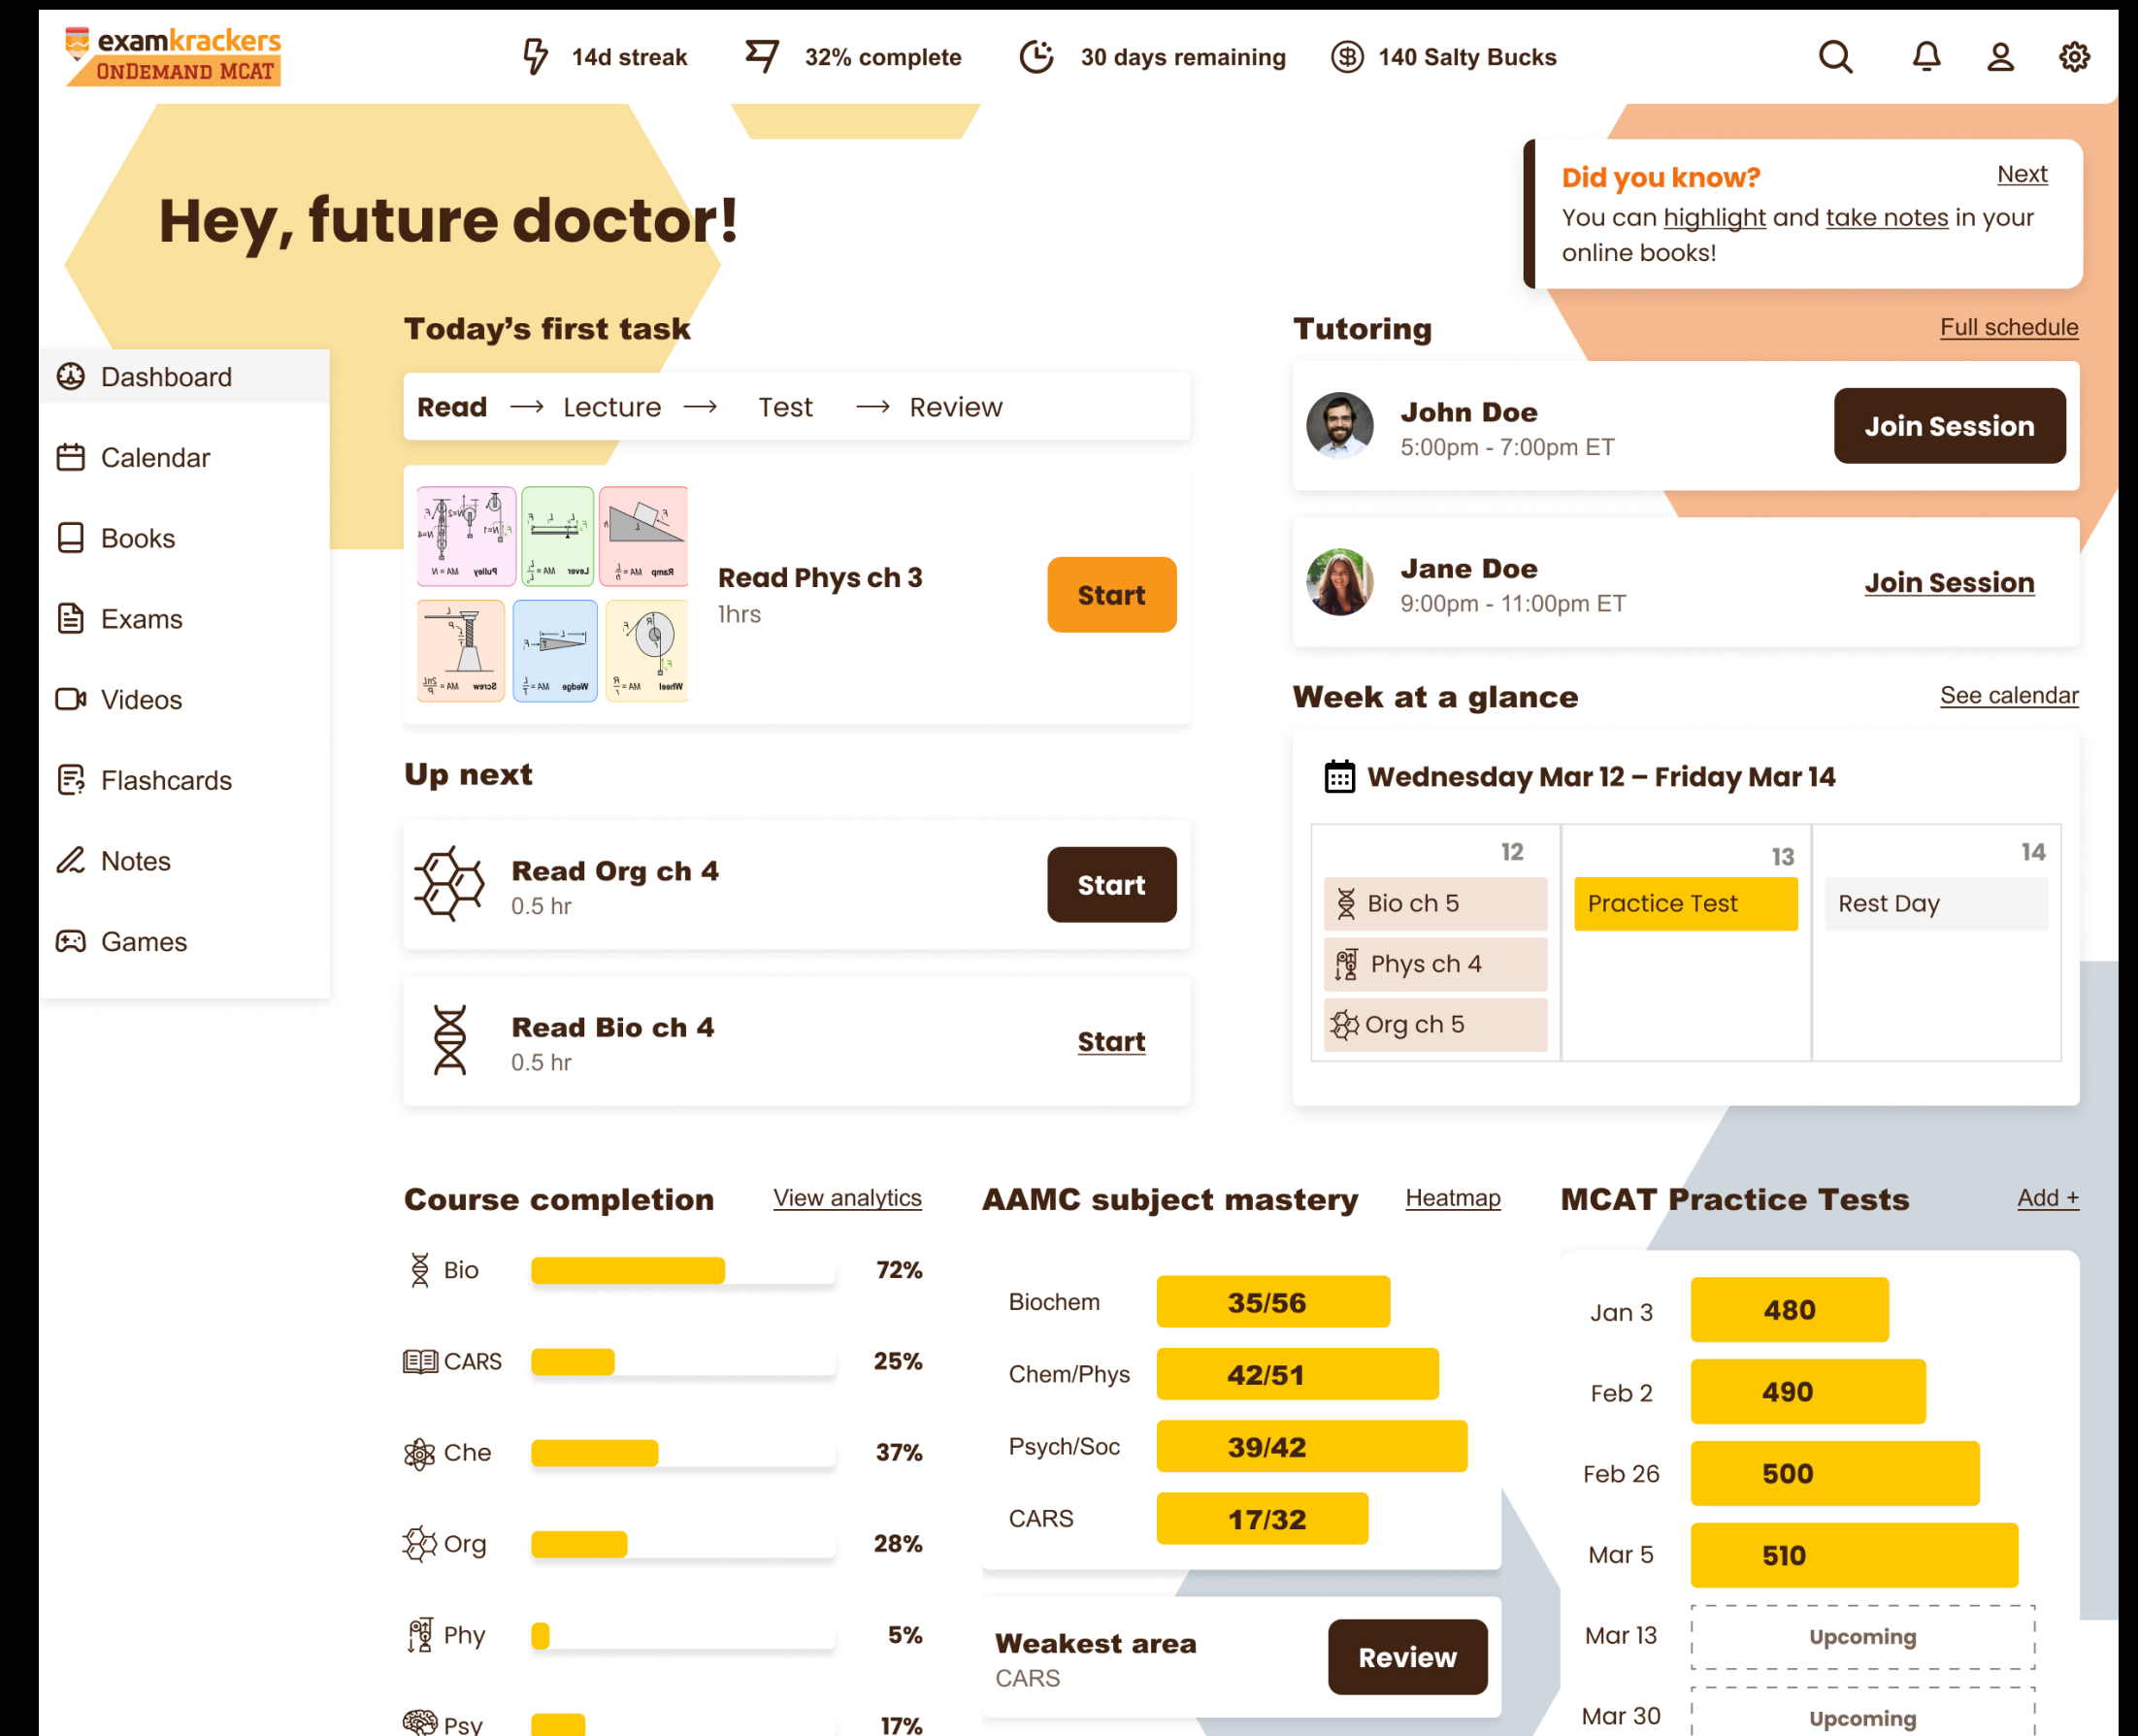 examkrackers
ONDEMAND MCAT
14d streak
32% complete
30 days remaining
140 Salty Bucks
Hey, future doctor!
Did you know?
Next
You can highlight and take notes in your
online books!
Dashboard
Calendar
Books
Exams
Videos
Flashcards
Notes
Games
Today's first task
Read → Lecture → Test → Review
Pulley MA = N
Lever
Ramp
Screw
Wedge
Wheel
Read Phys ch 3
1hrs
Start
Up next
Read Org ch 4
0.5 hr
Start
Read Bio ch 4
0.5 hr
Start
Tutoring
Full schedule
John Doe
5:00pm - 7:00pm ET
Join Session
Jane Doe
9:00pm - 11:00pm ET
Join Session
Week at a glance
See calendar
Wednesday Mar 12 – Friday Mar 14
12
13
14
Bio ch 5
Practice Test
Rest Day
Phys ch 4
Org ch 5
Course completion
View analytics
Bio 72%
CARS 25%
Che 37%
Org 28%
Phy 5%
Psy 17%
AAMC subject mastery
Heatmap
Biochem 35/56
Chem/Phys 42/51
Psych/Soc 39/42
CARS 17/32
Weakest area
CARS
Review
MCAT Practice Tests
Add +
Jan 3 480
Feb 2 490
Feb 26 500
Mar 5 510
Mar 13 Upcoming
Mar 30 Upcoming